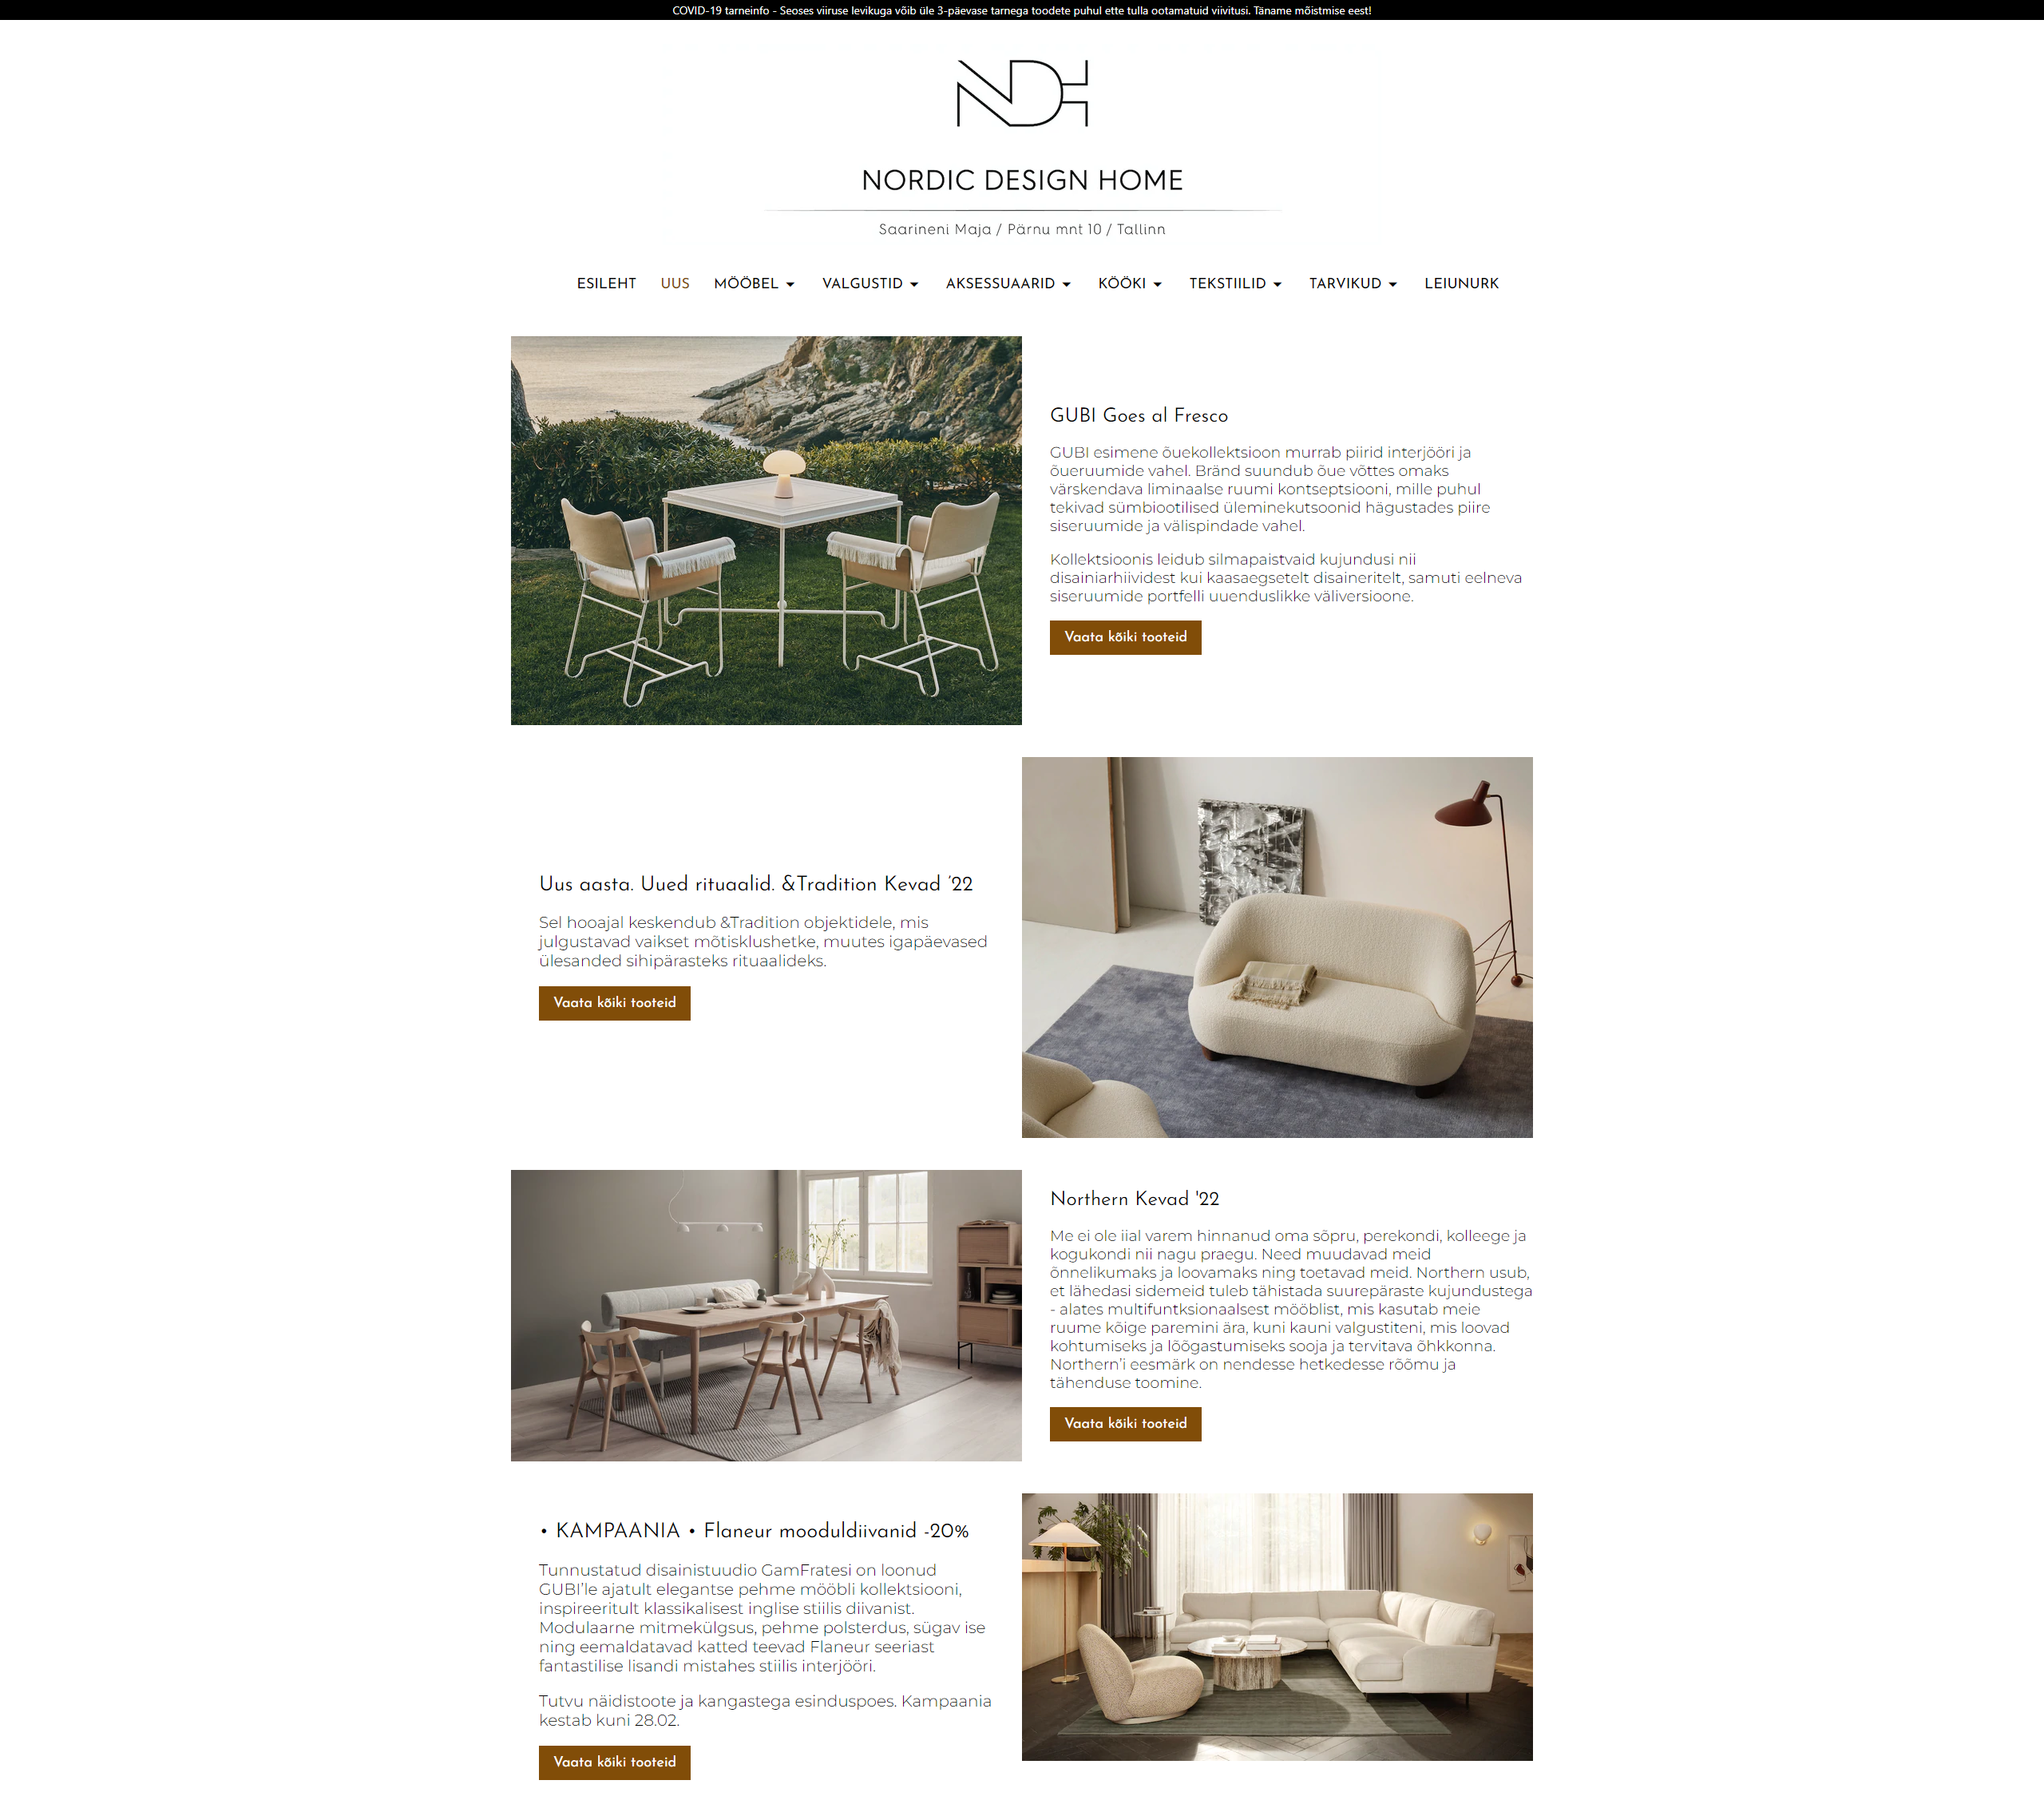 COVID-19 tarneinfo - Seoses viiruse levikuga võib üle 3-päevase tarnega toodete puhul ette tulla ootamatuid viivitusi. Täname mõistmise eest!
NDH
NORDIC DESIGN HOME
Saarineni Maja / Pärnu mnt 10 / Tallinn
ESILEHT UUS MÖÖBEL VALGUSTID AKSESSUAARID KÖÖKI TEKSTIILID TARVIKUD LEIUNURK
GUBI Goes al Fresco
GUBI esimene õuekollektsioon murrab piirid interjööri ja
õueruumide vahel. Bränd suundub õue võttes omaks
värskendava liminaalse ruumi kontseptsiooni, mille puhul
tekivad sümbiootilised üleminekutsoonid hägustades piire
siseruumide ja välispindade vahel.
Kollektsioonis leidub silmapaistvaid kujundusi nii
disainiarhiividest kui kaasaegsetelt disaineritelt, samuti eelneva
siseruumide portfelli uuenduslikke väliversioone.
Vaata kõiki tooteid
Uus aasta. Uued rituaalid. &Tradition Kevad ´22
Sel hooajal keskendub &Tradition objektidele, mis
julgustavad vaikset mõtisklushetke, muutes igapäevased
ülesanded sihipärasteks rituaalideks.
Vaata kõiki tooteid
Northern Kevad '22
Me ei ole iial varem hinnanud oma sõpru, perekondi, kolleege ja
kogukondi nii nagu praegu. Need muudavad meid
õnnelikumaks ja loovamaks ning toetavad meid. Northern usub,
et lähedasi sidemeid tuleb tähistada suurepäraste kujundustega
- alates multifuntksionaalsest mööblist, mis kasutab meie
ruume kõige paremini ära, kuni kauni valgustiteni, mis loovad
kohtumiseks ja lõõgastumiseks sooja ja tervitava õhkkonna.
Northern’i eesmärk on nendesse hetkedesse rõõmu ja
tähenduse toomine.
Vaata kõiki tooteid
• KAMPAANIA • Flaneur mooduldiivanid -20%
Tunnustatud disainistuudio GamFratesi on loonud
GUBI’le ajatult elegantse pehme mööbli kollektsiooni,
inspireeritult klassikalisest inglise stiilis diivanist.
Modulaarne mitmekülgsus, pehme polsterdus, sügav ise
ning eemaldatavad katted teevad Flaneur seeriast
fantastilise lisandi mistahes stiilis interjööri.
Tutvu näidistoote ja kangastega esinduspoes. Kampaania
kestab kuni 28.02.
Vaata kõiki tooteid